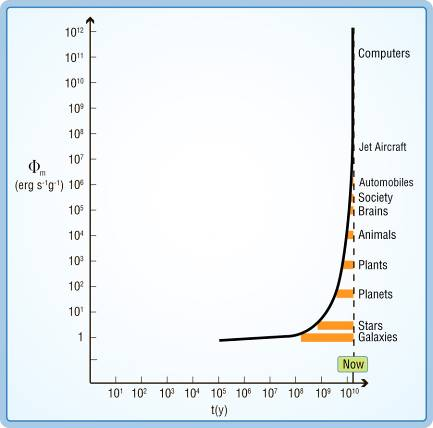 10¹²
10¹¹
10¹⁰
10⁹
10⁸
10⁷
10⁶
10⁵
10⁴
10³
10²
10¹
1
Φm
(erg s⁻¹g⁻¹)
Computers
Jet Aircraft
Automobiles
Society
Brains
Animals
Plants
Planets
Stars
Galaxies
Now
10¹ 10² 10³ 10⁴ 10⁵ 10⁶ 10⁷ 10⁸ 10⁹ 10¹⁰
t(y)